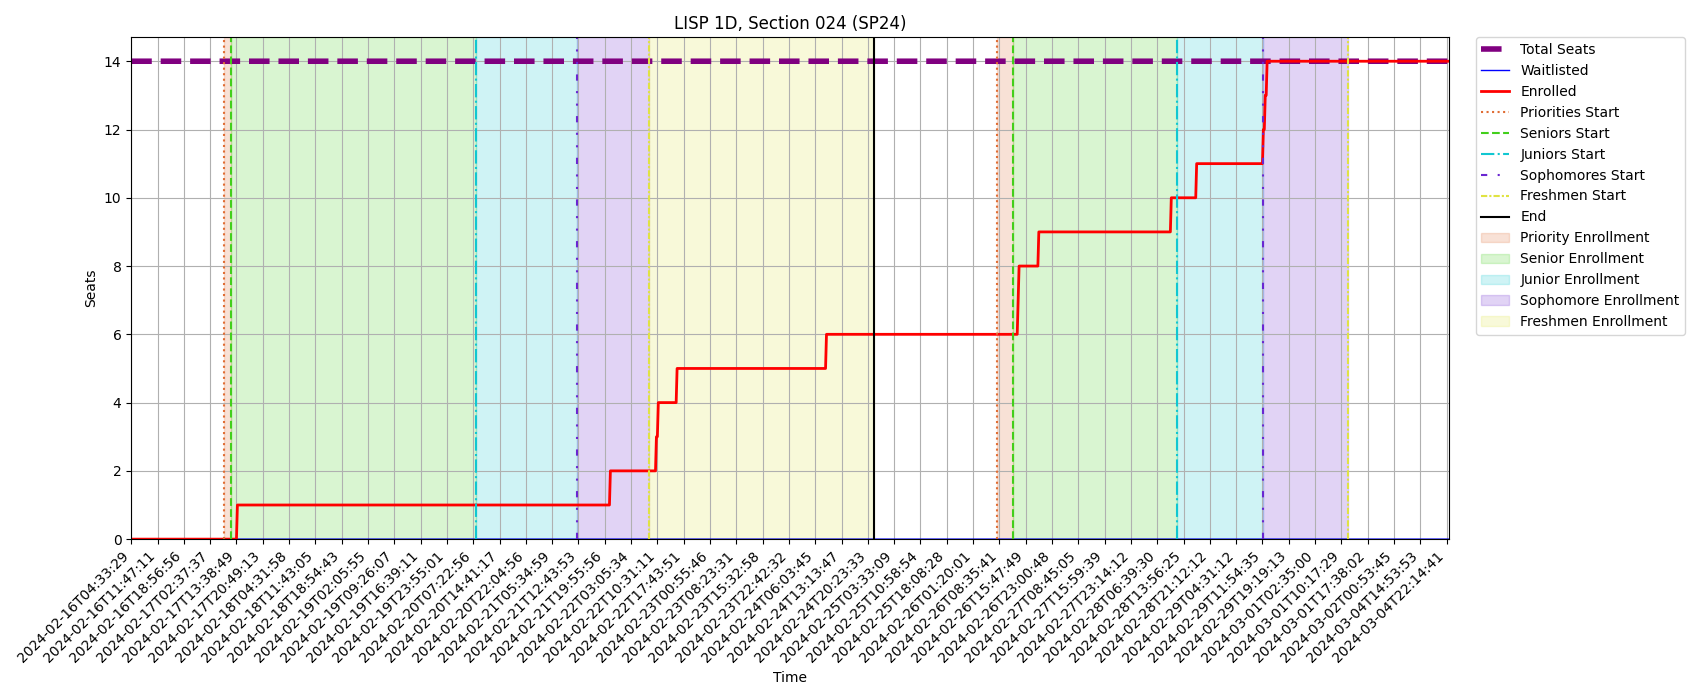 LISP 1D, Section 024 (SP24)
14
12
10
8
6
4
2
0
Seats
2024-02-16T04:33:29
2024-02-16T11:47:11
2024-02-16T18:56:56
2024-02-17T02:37:37
2024-02-17T13:38:49
2024-02-17T20:49:13
2024-02-18T04:31:58
2024-02-18T11:43:05
2024-02-18T18:54:43
2024-02-19T02:05:55
2024-02-19T09:26:07
2024-02-19T16:39:11
2024-02-19T23:55:01
2024-02-20T07:22:56
2024-02-20T14:41:17
2024-02-20T22:04:56
2024-02-21T05:34:59
2024-02-21T12:43:53
2024-02-21T19:55:56
2024-02-22T03:05:34
2024-02-22T10:31:11
2024-02-22T17:43:51
2024-02-23T00:55:46
2024-02-23T08:23:31
2024-02-23T15:32:58
2024-02-23T22:42:32
2024-02-24T06:03:45
2024-02-24T13:13:47
2024-02-24T20:23:33
2024-02-25T03:33:09
2024-02-25T10:58:54
2024-02-25T18:08:28
2024-02-26T01:20:01
2024-02-26T08:35:41
2024-02-26T15:47:49
2024-02-26T23:00:48
2024-02-27T08:45:05
2024-02-27T15:59:39
2024-02-27T23:14:12
2024-02-28T06:39:30
2024-02-28T13:56:25
2024-02-28T21:12:12
2024-02-29T04:31:12
2024-02-29T11:54:35
2024-02-29T19:19:13
2024-03-01T02:35:00
2024-03-01T10:17:29
2024-03-01T17:38:02
2024-03-02T00:53:45
2024-03-04T14:53:53
2024-03-04T22:14:41
Time
Total Seats
Waitlisted
Enrolled
Priorities Start
Seniors Start
Juniors Start
Sophomores Start
Freshmen Start
End
Priority Enrollment
Senior Enrollment
Junior Enrollment
Sophomore Enrollment
Freshmen Enrollment